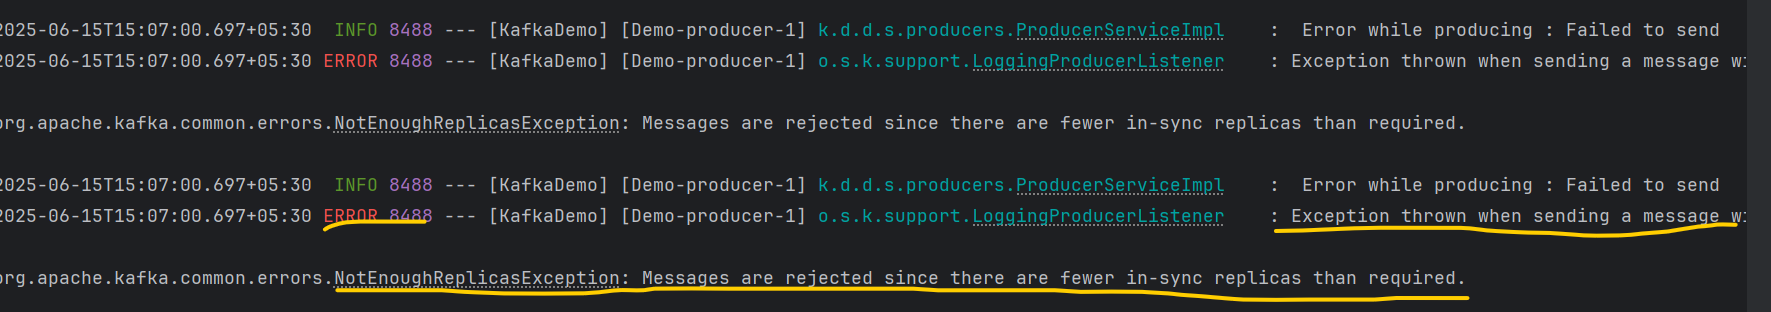 2025-06-15T15:07:00.697+05:30  INFO 8488 --- [KafkaDemo] [Demo-producer-1] k.d.d.s.producers.ProducerServiceImpl    :  Error while producing : Failed to send
2025-06-15T15:07:00.697+05:30 ERROR 8488 --- [KafkaDemo] [Demo-producer-1] o.s.k.support.LoggingProducerListener    : Exception thrown when sending a message wi
org.apache.kafka.common.errors.NotEnoughReplicasException: Messages are rejected since there are fewer in-sync replicas than required.
2025-06-15T15:07:00.697+05:30  INFO 8488 --- [KafkaDemo] [Demo-producer-1] k.d.d.s.producers.ProducerServiceImpl    :  Error while producing : Failed to send
2025-06-15T15:07:00.697+05:30 ERROR 8488 --- [KafkaDemo] [Demo-producer-1] o.s.k.support.LoggingProducerListener    : Exception thrown when sending a message wi
org.apache.kafka.common.errors.NotEnoughReplicasException: Messages are rejected since there are fewer in-sync replicas than required.